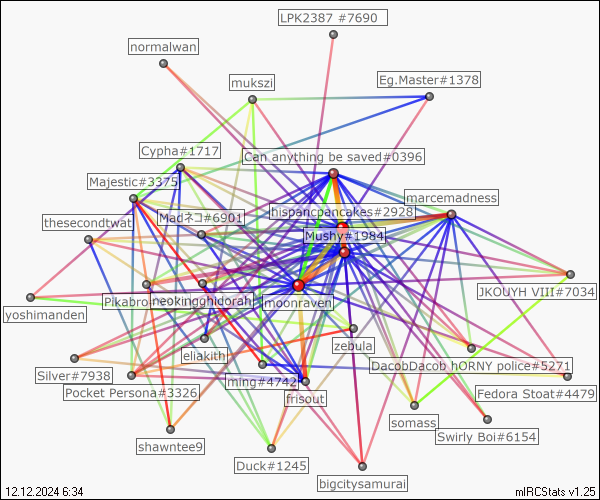 LPK2387 #7690
normalwan
Eg.Master#1378
mukszi
Cypha#1717
Can anything be saved#0396
Majestic#3375
marcemadness
hispancpancakes#2928
Madネコ#6901
thesecondtwat
Mushy#1984
JKOUYH VIII#7034
neokingghidorah
moonraven
yoshimanden
zebula
eliakith
DacobDacob hORNY police#5271
Silver#7938
ming#4742
Pocket Persona#3326
frisout
Fedora Stoat#4479
somass
Swirly Boi#6154
shawntee9
Duck#1245
bigcitysamurai
12.12.2024 6:34
mIRCStats v1.25